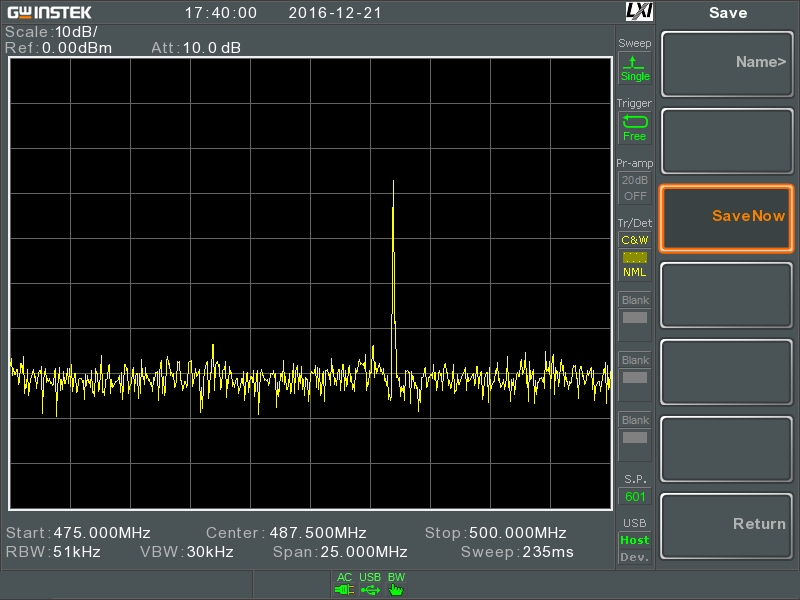 GWINSTEK 17:40:00 2016-12-21 LXI Save
Scale:10dB/
Ref:0.00dBm Att:10.0 dB
Sweep
Single
Trigger
Free
Pr-amp
20dB
OFF
Tr/Det
C&W
NML
Blank
Blank
Blank
S.P.
601
USB
Host
Dev.
Name>
Save Now
Return
Start:475.000MHz Center:487.500MHz Stop:500.000MHz
RBW:51kHz VBW:30kHz Span:25.000MHz Sweep:235ms
AC USB BW